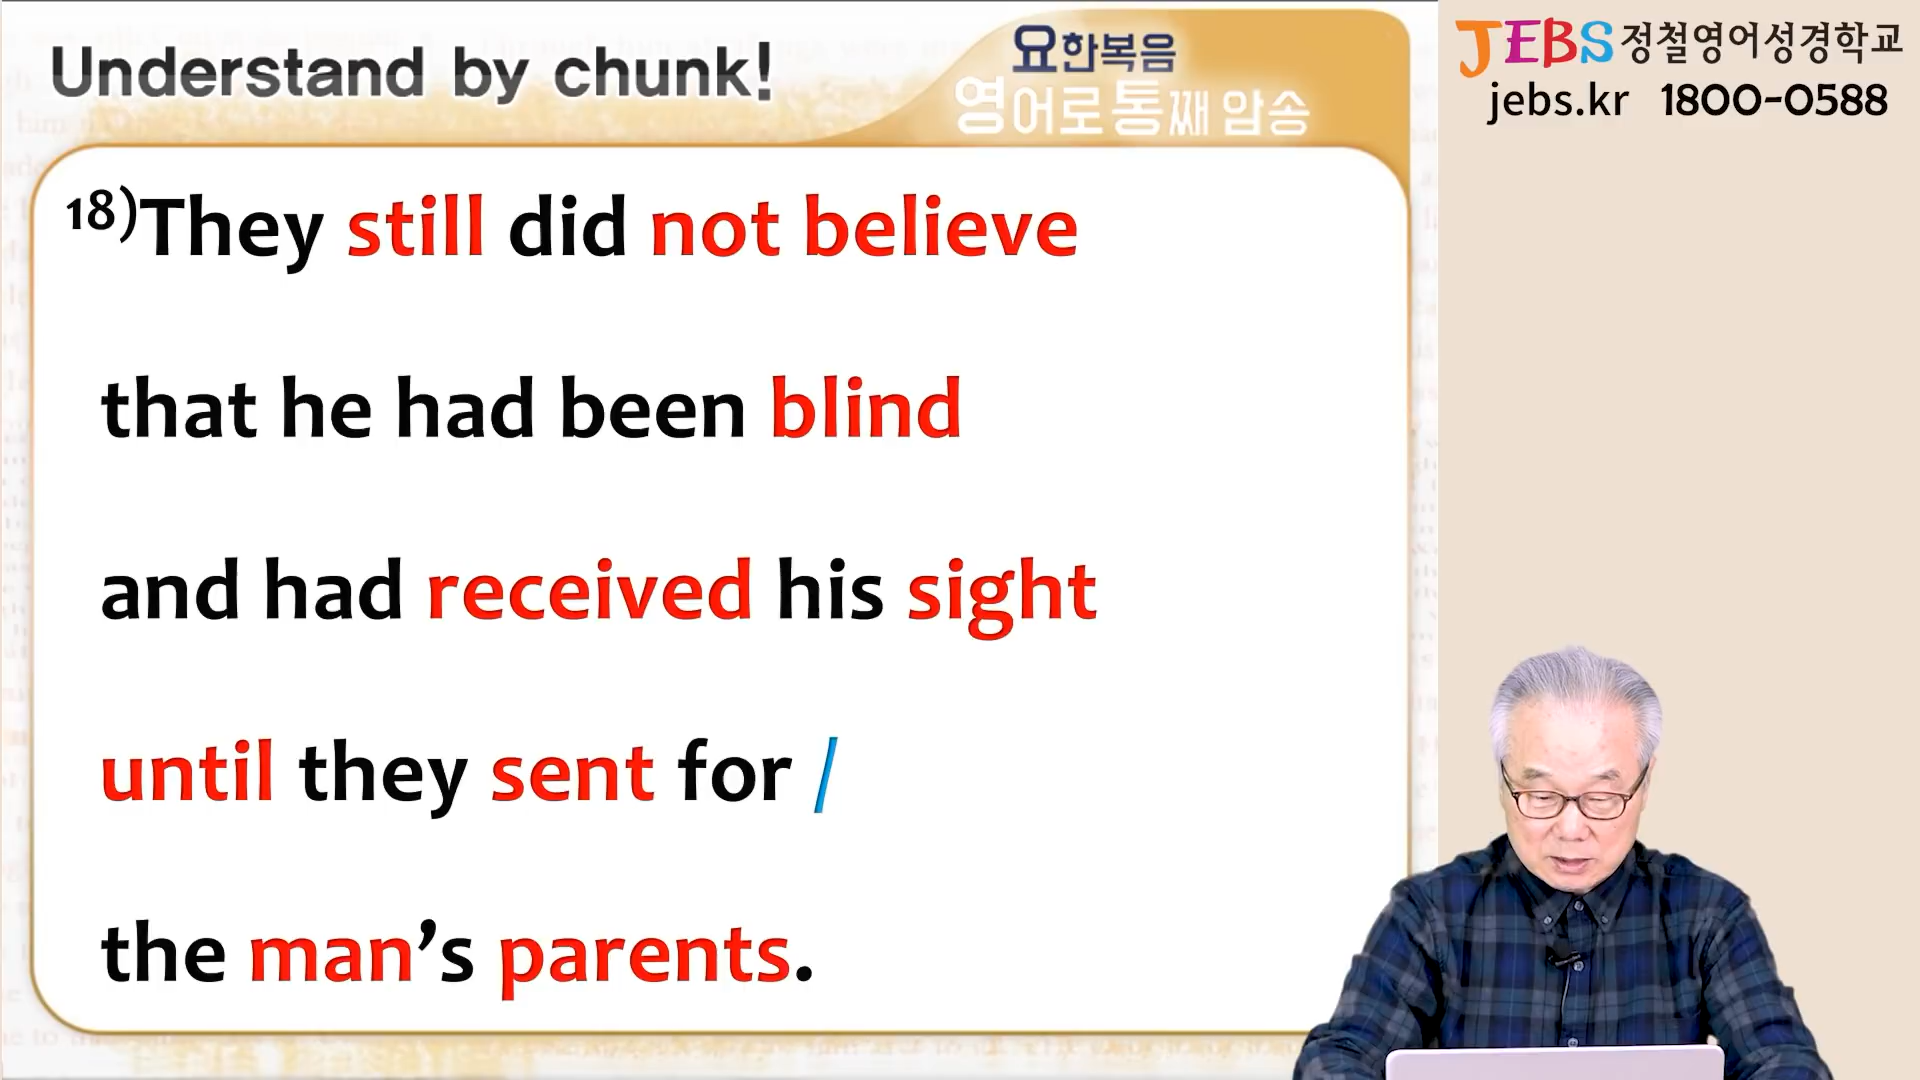 Understand by chunk!
요한복음
영어로 통째 암송
JEBS 정철영어성경학교
jebs.kr 1800-0588
18)They still did not believe
that he had been blind
and had received his sight
until they sent for /
the man’s parents.